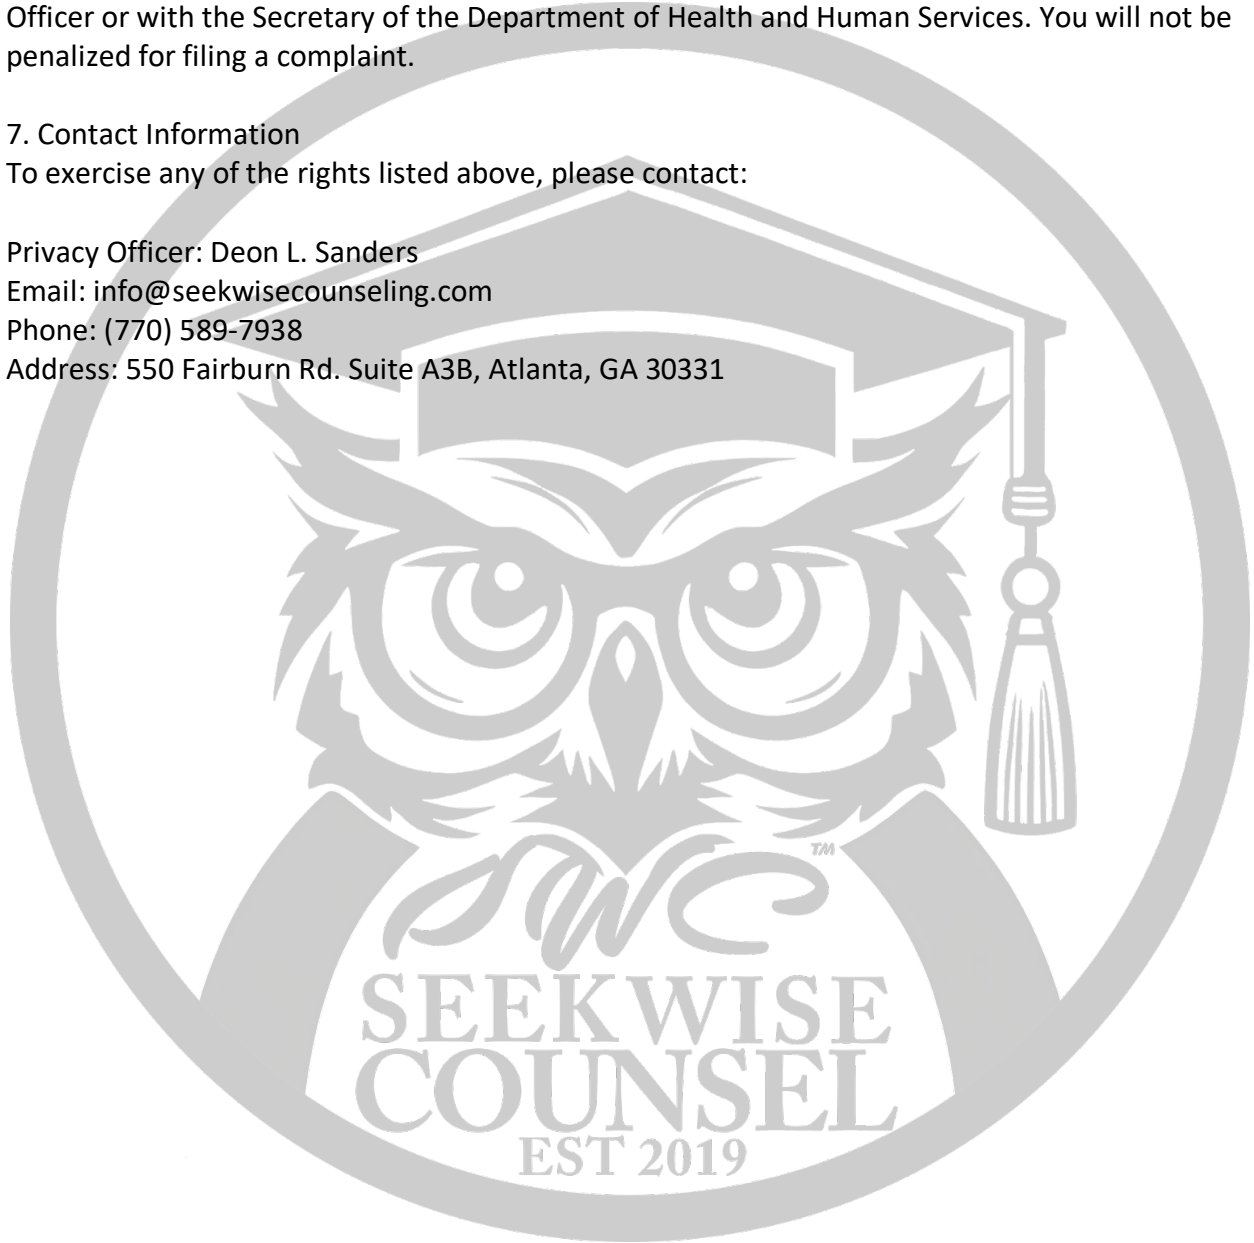 Officer or with the Secretary of the Department of Health and Human Services. You will not be
penalized for filing a complaint.
7. Contact Information
To exercise any of the rights listed above, please contact:
Privacy Officer: Deon L. Sanders
Email: info@seekwisecounseling.com
Phone: (770) 589-7938
Address: 550 Fairburn Rd. Suite A3B, Atlanta, GA 30331
SWC TM
SEEKWISE
COUNSEL
EST 2019